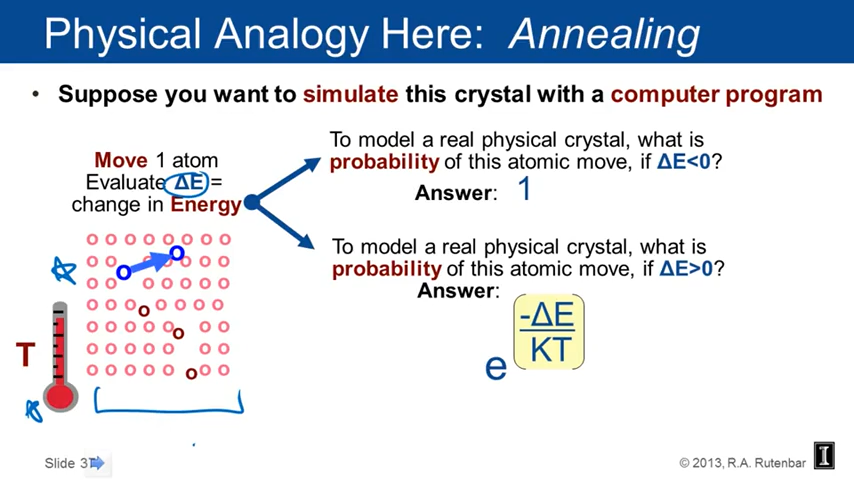 Physical Analogy Here: Annealing
• Suppose you want to simulate this crystal with a computer program
Move 1 atom
Evaluate ΔE =
change in Energy
To model a real physical crystal, what is
probability of this atomic move, if ΔE<0?
Answer: 1
To model a real physical crystal, what is
probability of this atomic move, if ΔE>0?
Answer:
e
-ΔE
KT
o o o o o o o o
o o o o o o o
o o o o o o o
o o o o o o o o
o o o o o o o o
o o o o o o o
o o o o o o o o
T
Slide 37
© 2013, R.A. Rutenbar
I